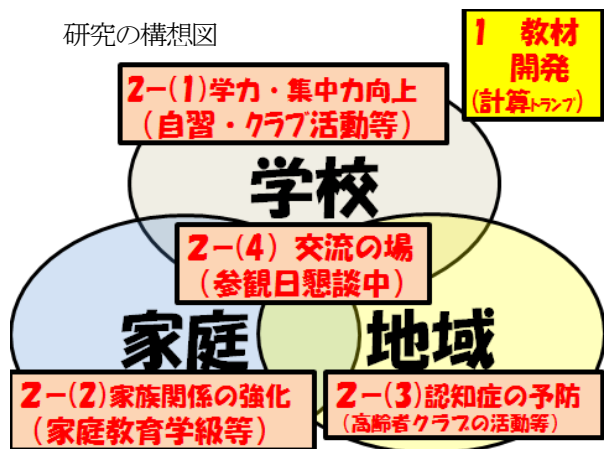 研究の構想図
1 教材
開発
(計算トランプ)
2-(1)学力・集中力向上
(自習・クラブ活動等)
学校
2-(4) 交流の場
(参観日懇談中)
家庭
地域
2-(2)家族関係の強化
(家庭教育学級等)
2-(3)認知症の予防
(高齢者クラブの活動等)